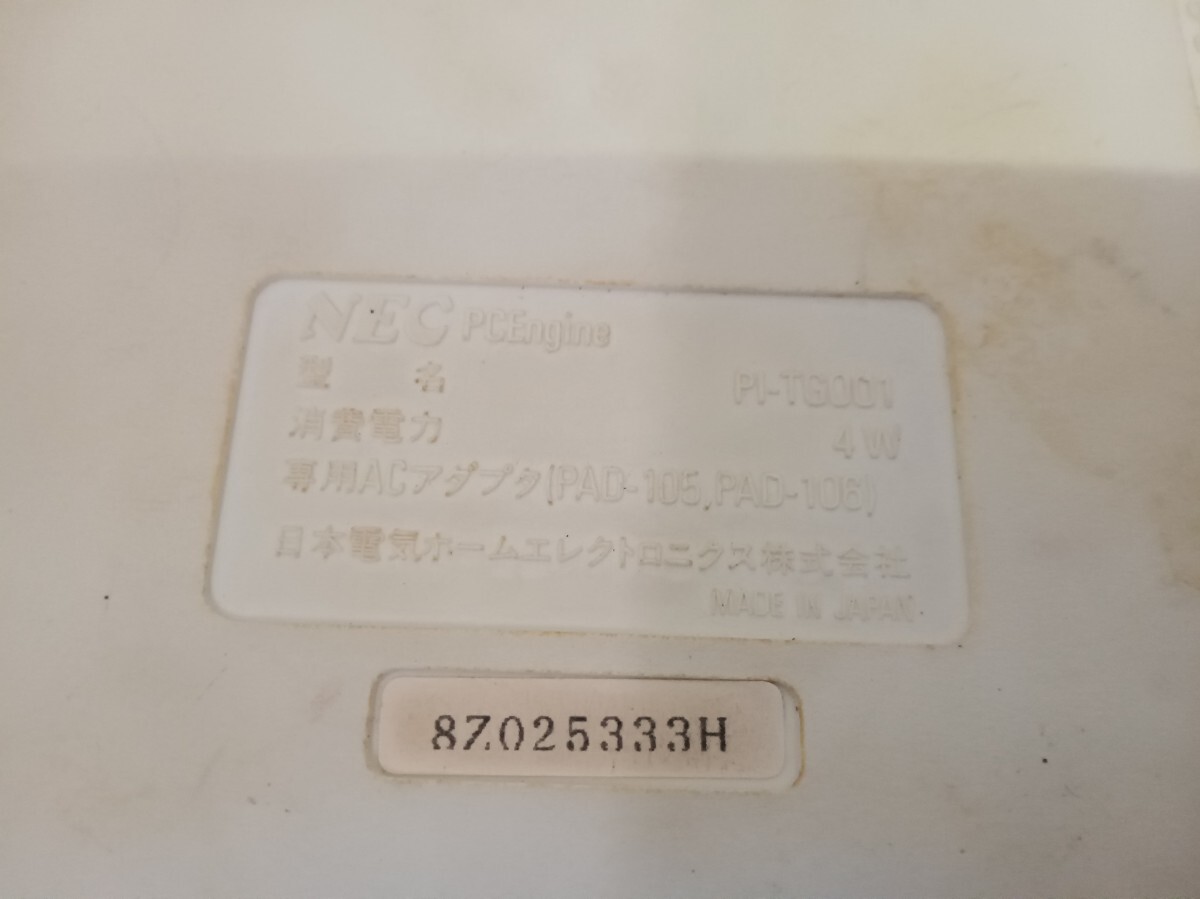 NEC PCEngine
型 名 PI-TG001
消費電力 4W
専用ACアダプタ(PAD-105,PAD-106)
日本電気ホームエレクトロニクス株式会社
MADE IN JAPAN
8Z025333H